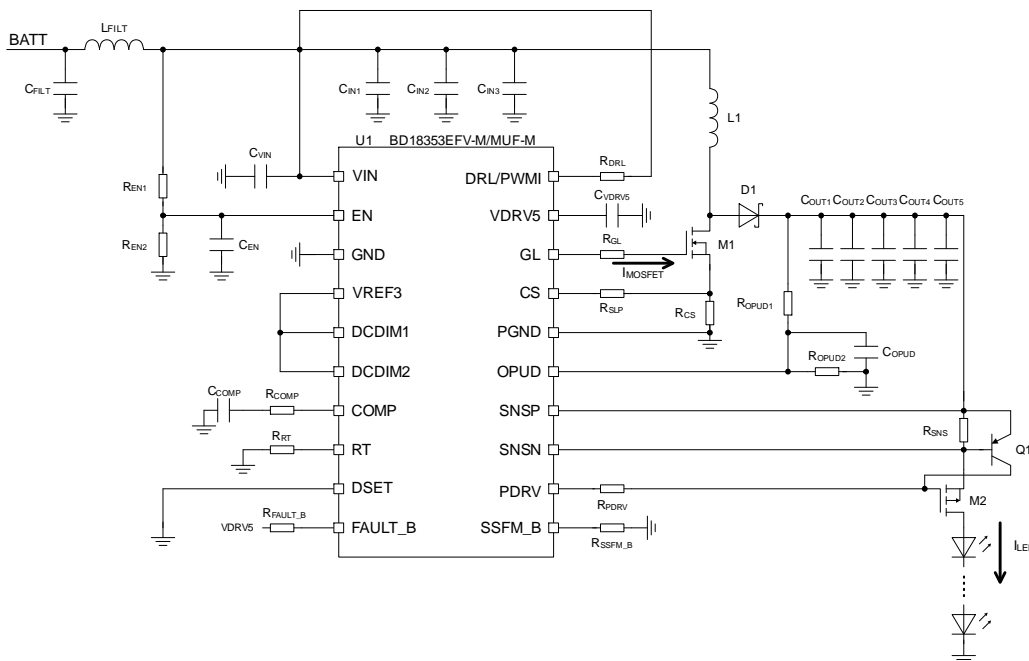 LFILT
BATT
CFILT
CIN1
CIN2
CIN3
L1
U1 BD18353EFV-M/MUF-M
CVIN
REN1
REN2
CEN
VIN
EN
GND
VREF3
DCDIM1
DCDIM2
COMP
RT
DSET
FAULT_B
DRL/PWMI
VDRV5
GL
CS
PGND
OPUD
SNSP
SNSN
PDRV
SSFM_B
RDRL
CVDRV5
RGL
IMOSFET
RSLP
RCS
M1
D1
COUT1 COUT2 COUT3 COUT4 COUT5
ROPUD1
ROPUD2
COPUD
CCOMP
RCOMP
RRT
RFAULT_B
VDRV5
RPDRV
RSSFM_B
RSNS
Q1
M2
ILED